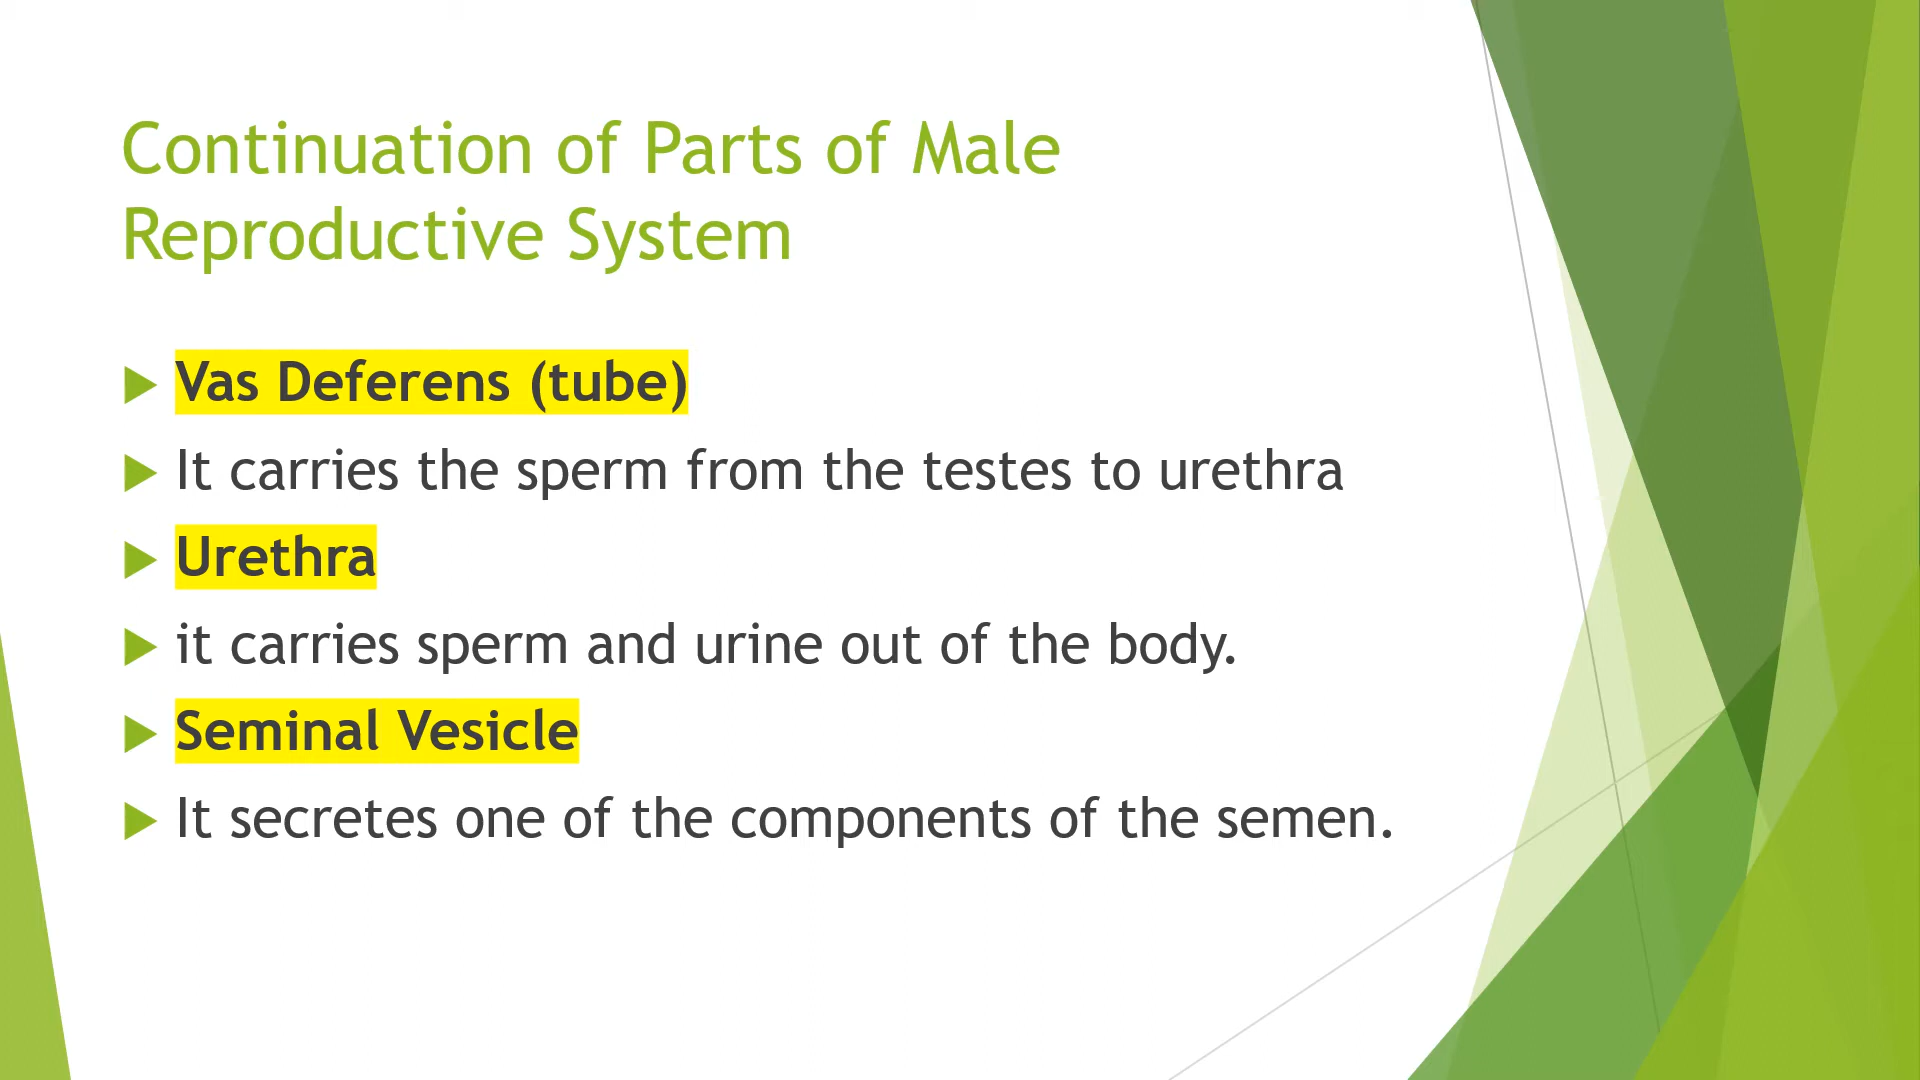 Continuation of Parts of Male
Reproductive System
Vas Deferens (tube)
It carries the sperm from the testes to urethra
Urethra
it carries sperm and urine out of the body.
Seminal Vesicle
It secretes one of the components of the semen.